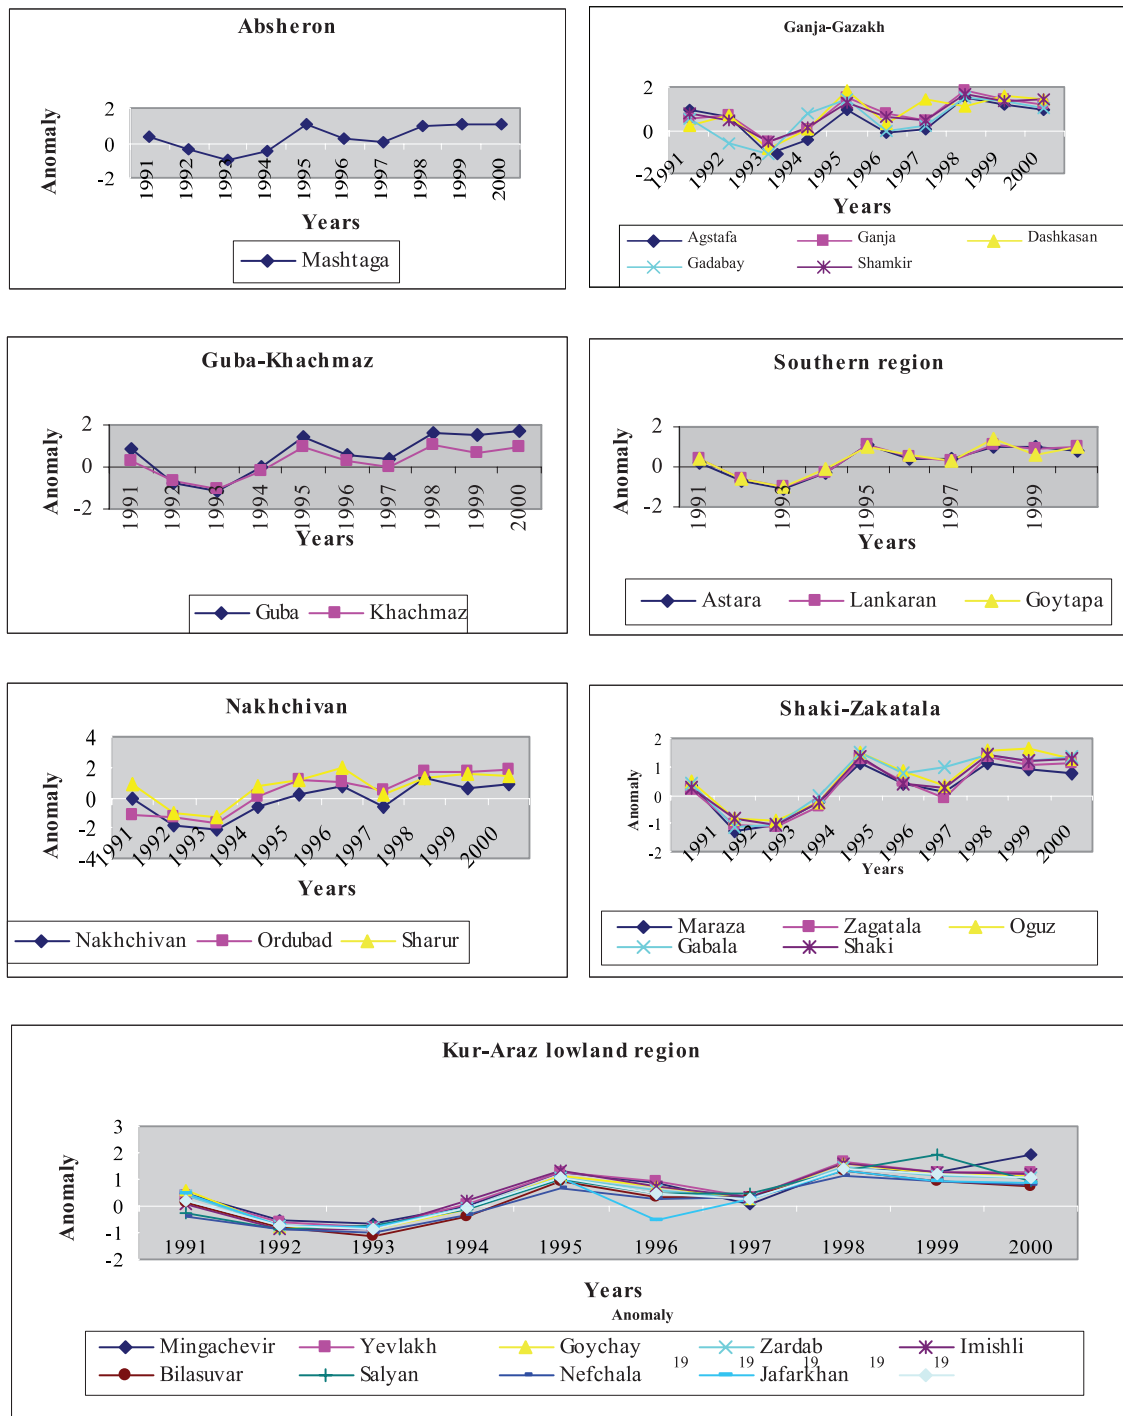 Absheron
Anomaly
2
0
-2
1991 1992 1993 1994 1995 1996 1997 1998 1999 2000
Years
Mashtaga
Ganja-Gazakh
Anomaly
2
0
-2
1991 1992 1993 1994 1995 1996 1997 1998 1999 2000
Years
Agstafa Ganja Dashkasan
Gadabay Shamkir
Guba-Khachmaz
Anomaly
2
0
-2
1991 1992 1993 1994 1995 1996 1997 1998 1999 2000
Years
Guba Khachmaz
Southern region
Anomaly
2
0
-2
1991 1993 1995 1997 1999
Years
Astara Lankaran Goytapa
Nakhchivan
Anomaly
4
2
0
-2
-4
1991 1992 1993 1994 1995 1996 1997 1998 1999 2000
Years
Nakhchivan Ordubad Sharur
Shaki-Zakatala
Anomaly
2
1
0
-1
-2
1991 1992 1993 1994 1995 1996 1997 1998 1999 2000
Years
Maraza Zagatala Oguz
Gabala Shaki
Kur-Araz lowland region
Anomaly
3
2
1
0
-1
-2
1991 1992 1993 1994 1995 1996 1997 1998 1999 2000
Years
Anomaly
Mingachevir Yevlakh Goychay Zardab Imishli
Bilasuvar Salyan Nefchala Jafarkhan
19 19 19 19 19